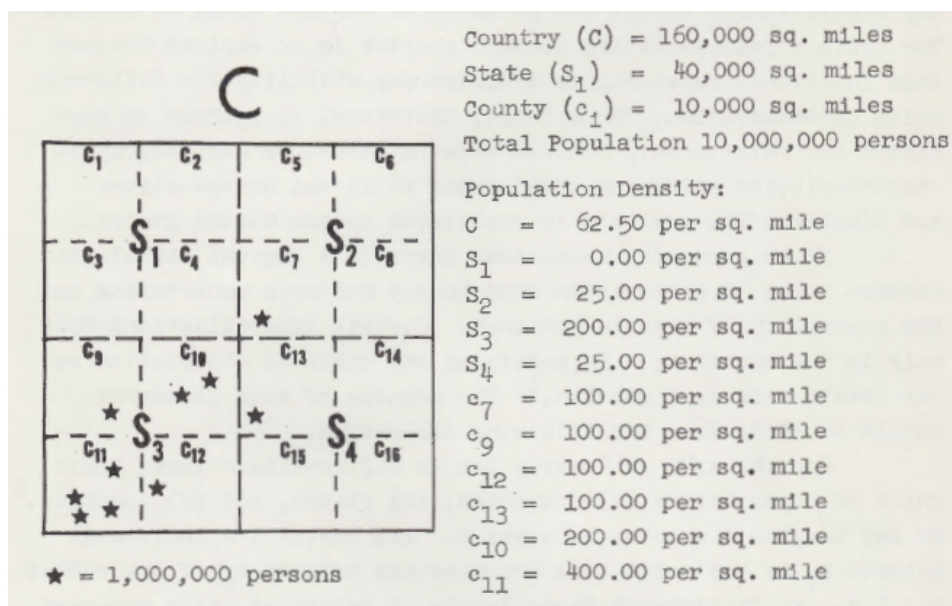 Country (C) = 160,000 sq. miles
State (S₁) = 40,000 sq. miles
County (c₁) = 10,000 sq. miles
Total Population 10,000,000 persons
Population Density:
C = 62.50 per sq. mile
S₁ = 0.00 per sq. mile
S₂ = 25.00 per sq. mile
S₃ = 200.00 per sq. mile
S₄ = 25.00 per sq. mile
c₇ = 100.00 per sq. mile
c₉ = 100.00 per sq. mile
c₁₂ = 100.00 per sq. mile
c₁₃ = 100.00 per sq. mile
c₁₀ = 200.00 per sq. mile
c₁₁ = 400.00 per sq. mile
C
C₁ C₂ C₅ C₆
S₁ S₂
C₃ C₄ C₇ C₈
C₉ C₁₀ C₁₃ C₁₄
S₃ S₄
C₁₁ C₁₂ C₁₅ C₁₆
★ = 1,000,000 persons